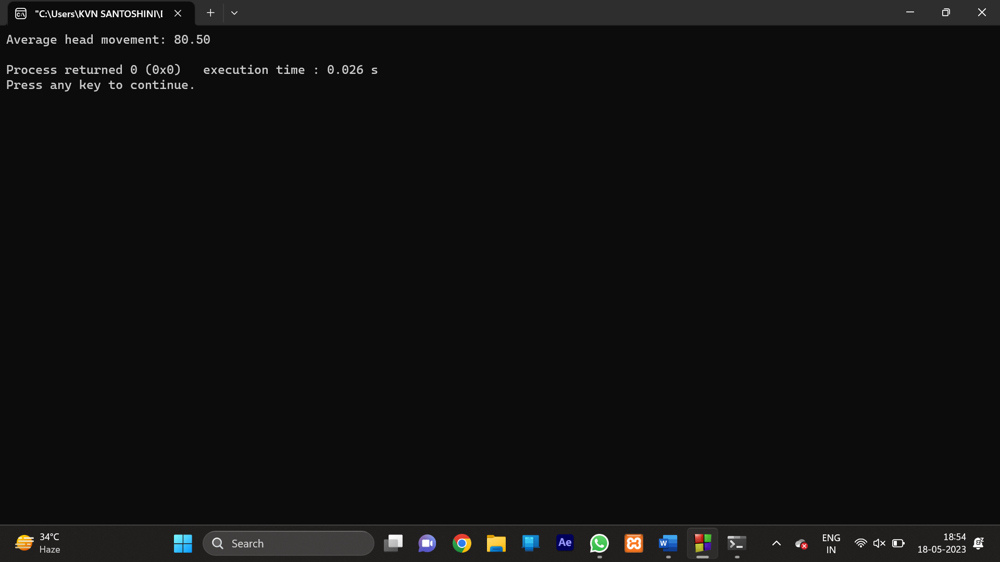 "C:\Users\KVN SANTOSHINI\
Average head movement: 80.50
Process returned 0 (0x0)   execution time : 0.026 s
Press any key to continue.
34°C
Haze
Search
Ae
W
ENG
IN
18:54
18-05-2023